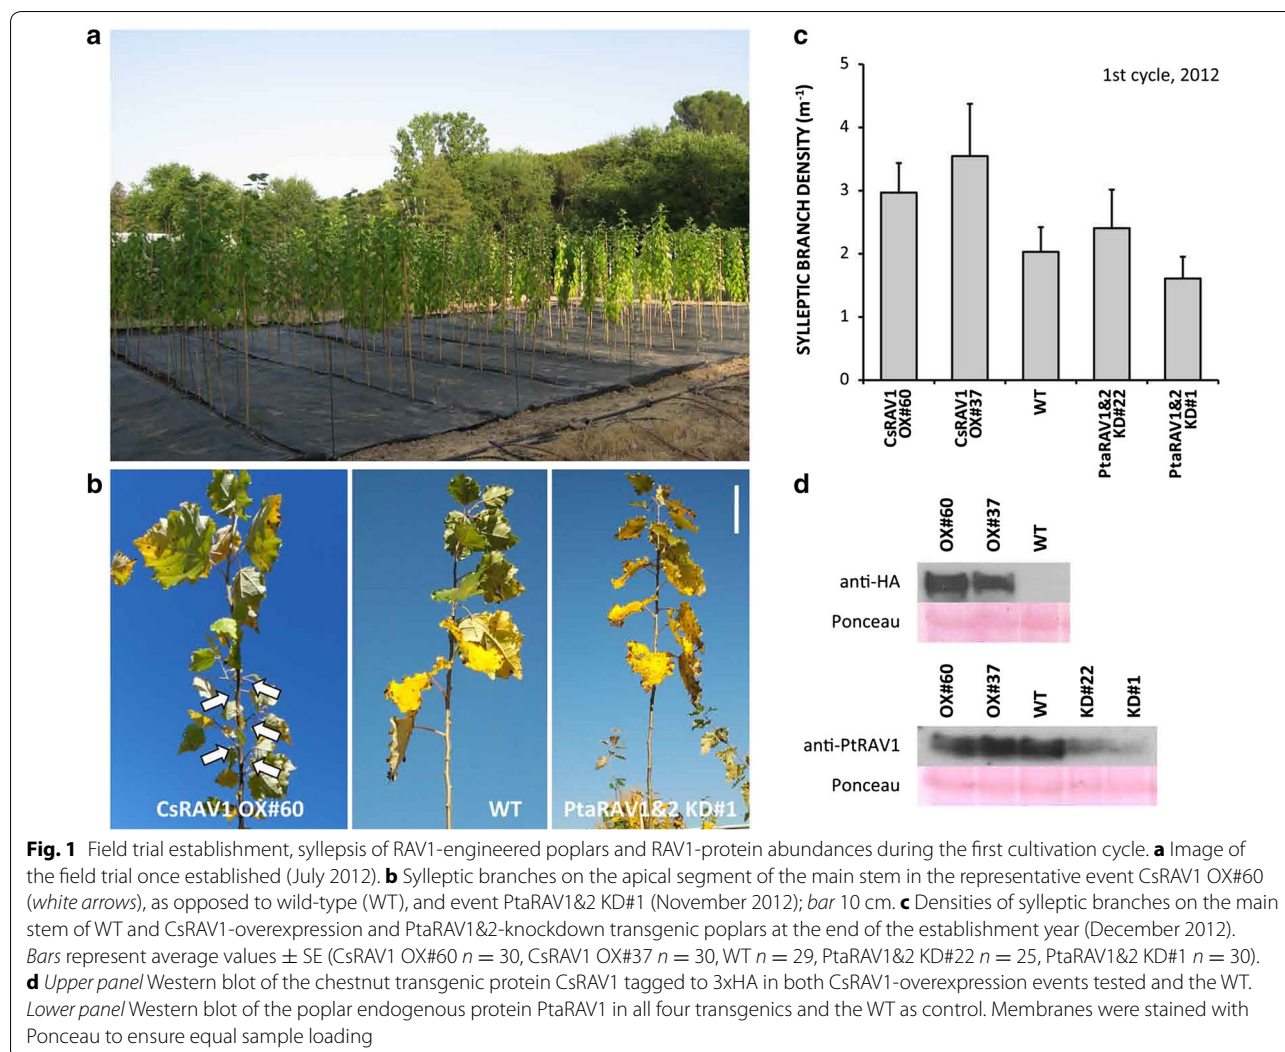 a
b
CsRAV1 OX#60
WT
PtaRAV1&2 KD#1
c
1st cycle, 2012
SYLLEPTIC BRANCH DENSITY (m⁻¹)
5
4
3
2
1
0
CsRAV1
OX#60
CsRAV1
OX#37
WT
PtaRAV1&2
KD#22
PtaRAV1&2
KD#1
d
OX#60
OX#37
WT
anti-HA
Ponceau
OX#60
OX#37
WT
KD#22
KD#1
anti-PtRAV1
Ponceau
Fig. 1 Field trial establishment, syllepsis of RAV1-engineered poplars and RAV1-protein abundances during the first cultivation cycle. a Image of
the field trial once established (July 2012). b Sylleptic branches on the apical segment of the main stem in the representative event CsRAV1 OX#60
(white arrows), as opposed to wild-type (WT), and event PtaRAV1&2 KD#1 (November 2012); bar 10 cm. c Densities of sylleptic branches on the main
stem of WT and CsRAV1-overexpression and PtaRAV1&2-knockdown transgenic poplars at the end of the establishment year (December 2012).
Bars represent average values ± SE (CsRAV1 OX#60 n = 30, CsRAV1 OX#37 n = 30, WT n = 29, PtaRAV1&2 KD#22 n = 25, PtaRAV1&2 KD#1 n = 30).
d Upper panel Western blot of the chestnut transgenic protein CsRAV1 tagged to 3xHA in both CsRAV1-overexpression events tested and the WT.
Lower panel Western blot of the poplar endogenous protein PtaRAV1 in all four transgenics and the WT as control. Membranes were stained with
Ponceau to ensure equal sample loading